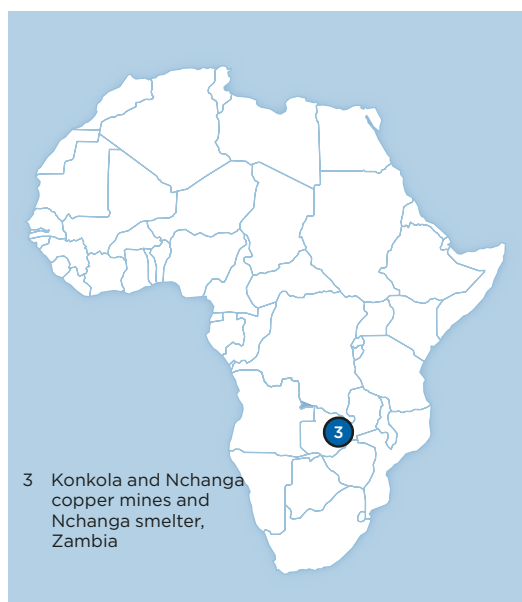 3
3 Konkola and Nchanga
copper mines and
Nchanga smelter,
Zambia